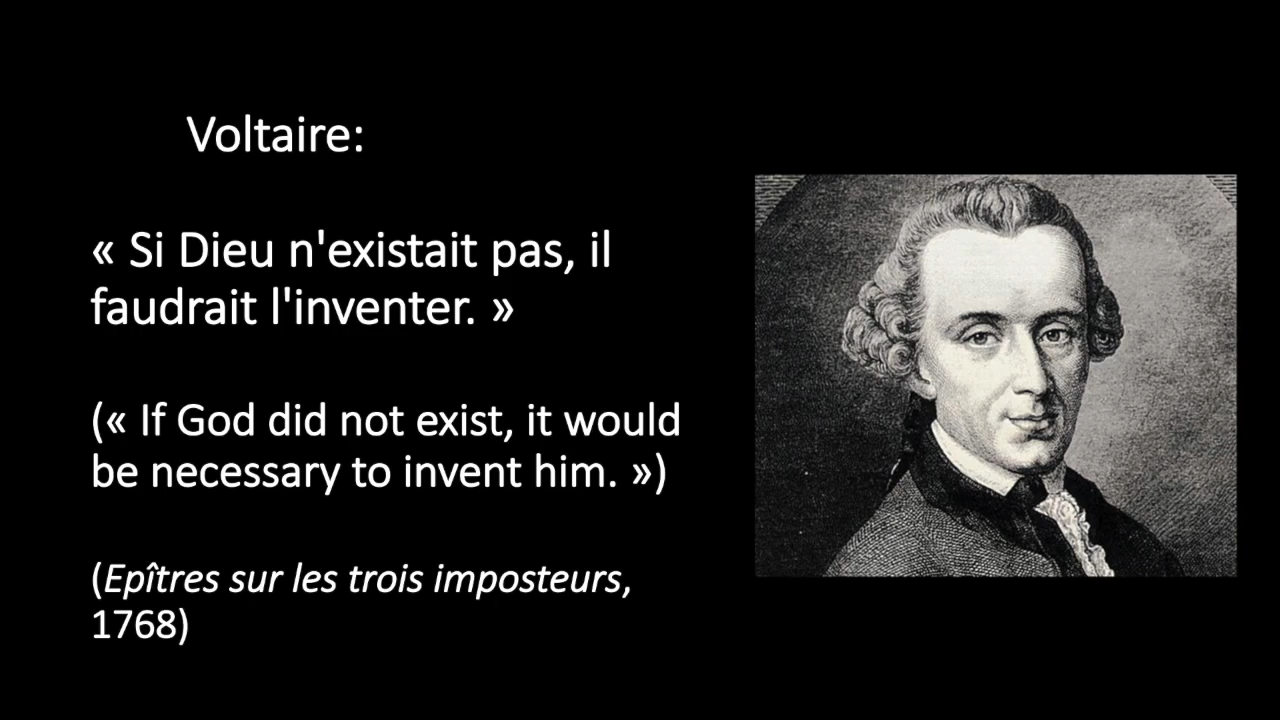 Voltaire:
« Si Dieu n'existait pas, il
faudrait l'inventer. »
(« If God did not exist, it would
be necessary to invent him. »)
(Epîtres sur les trois imposteurs,
1768)